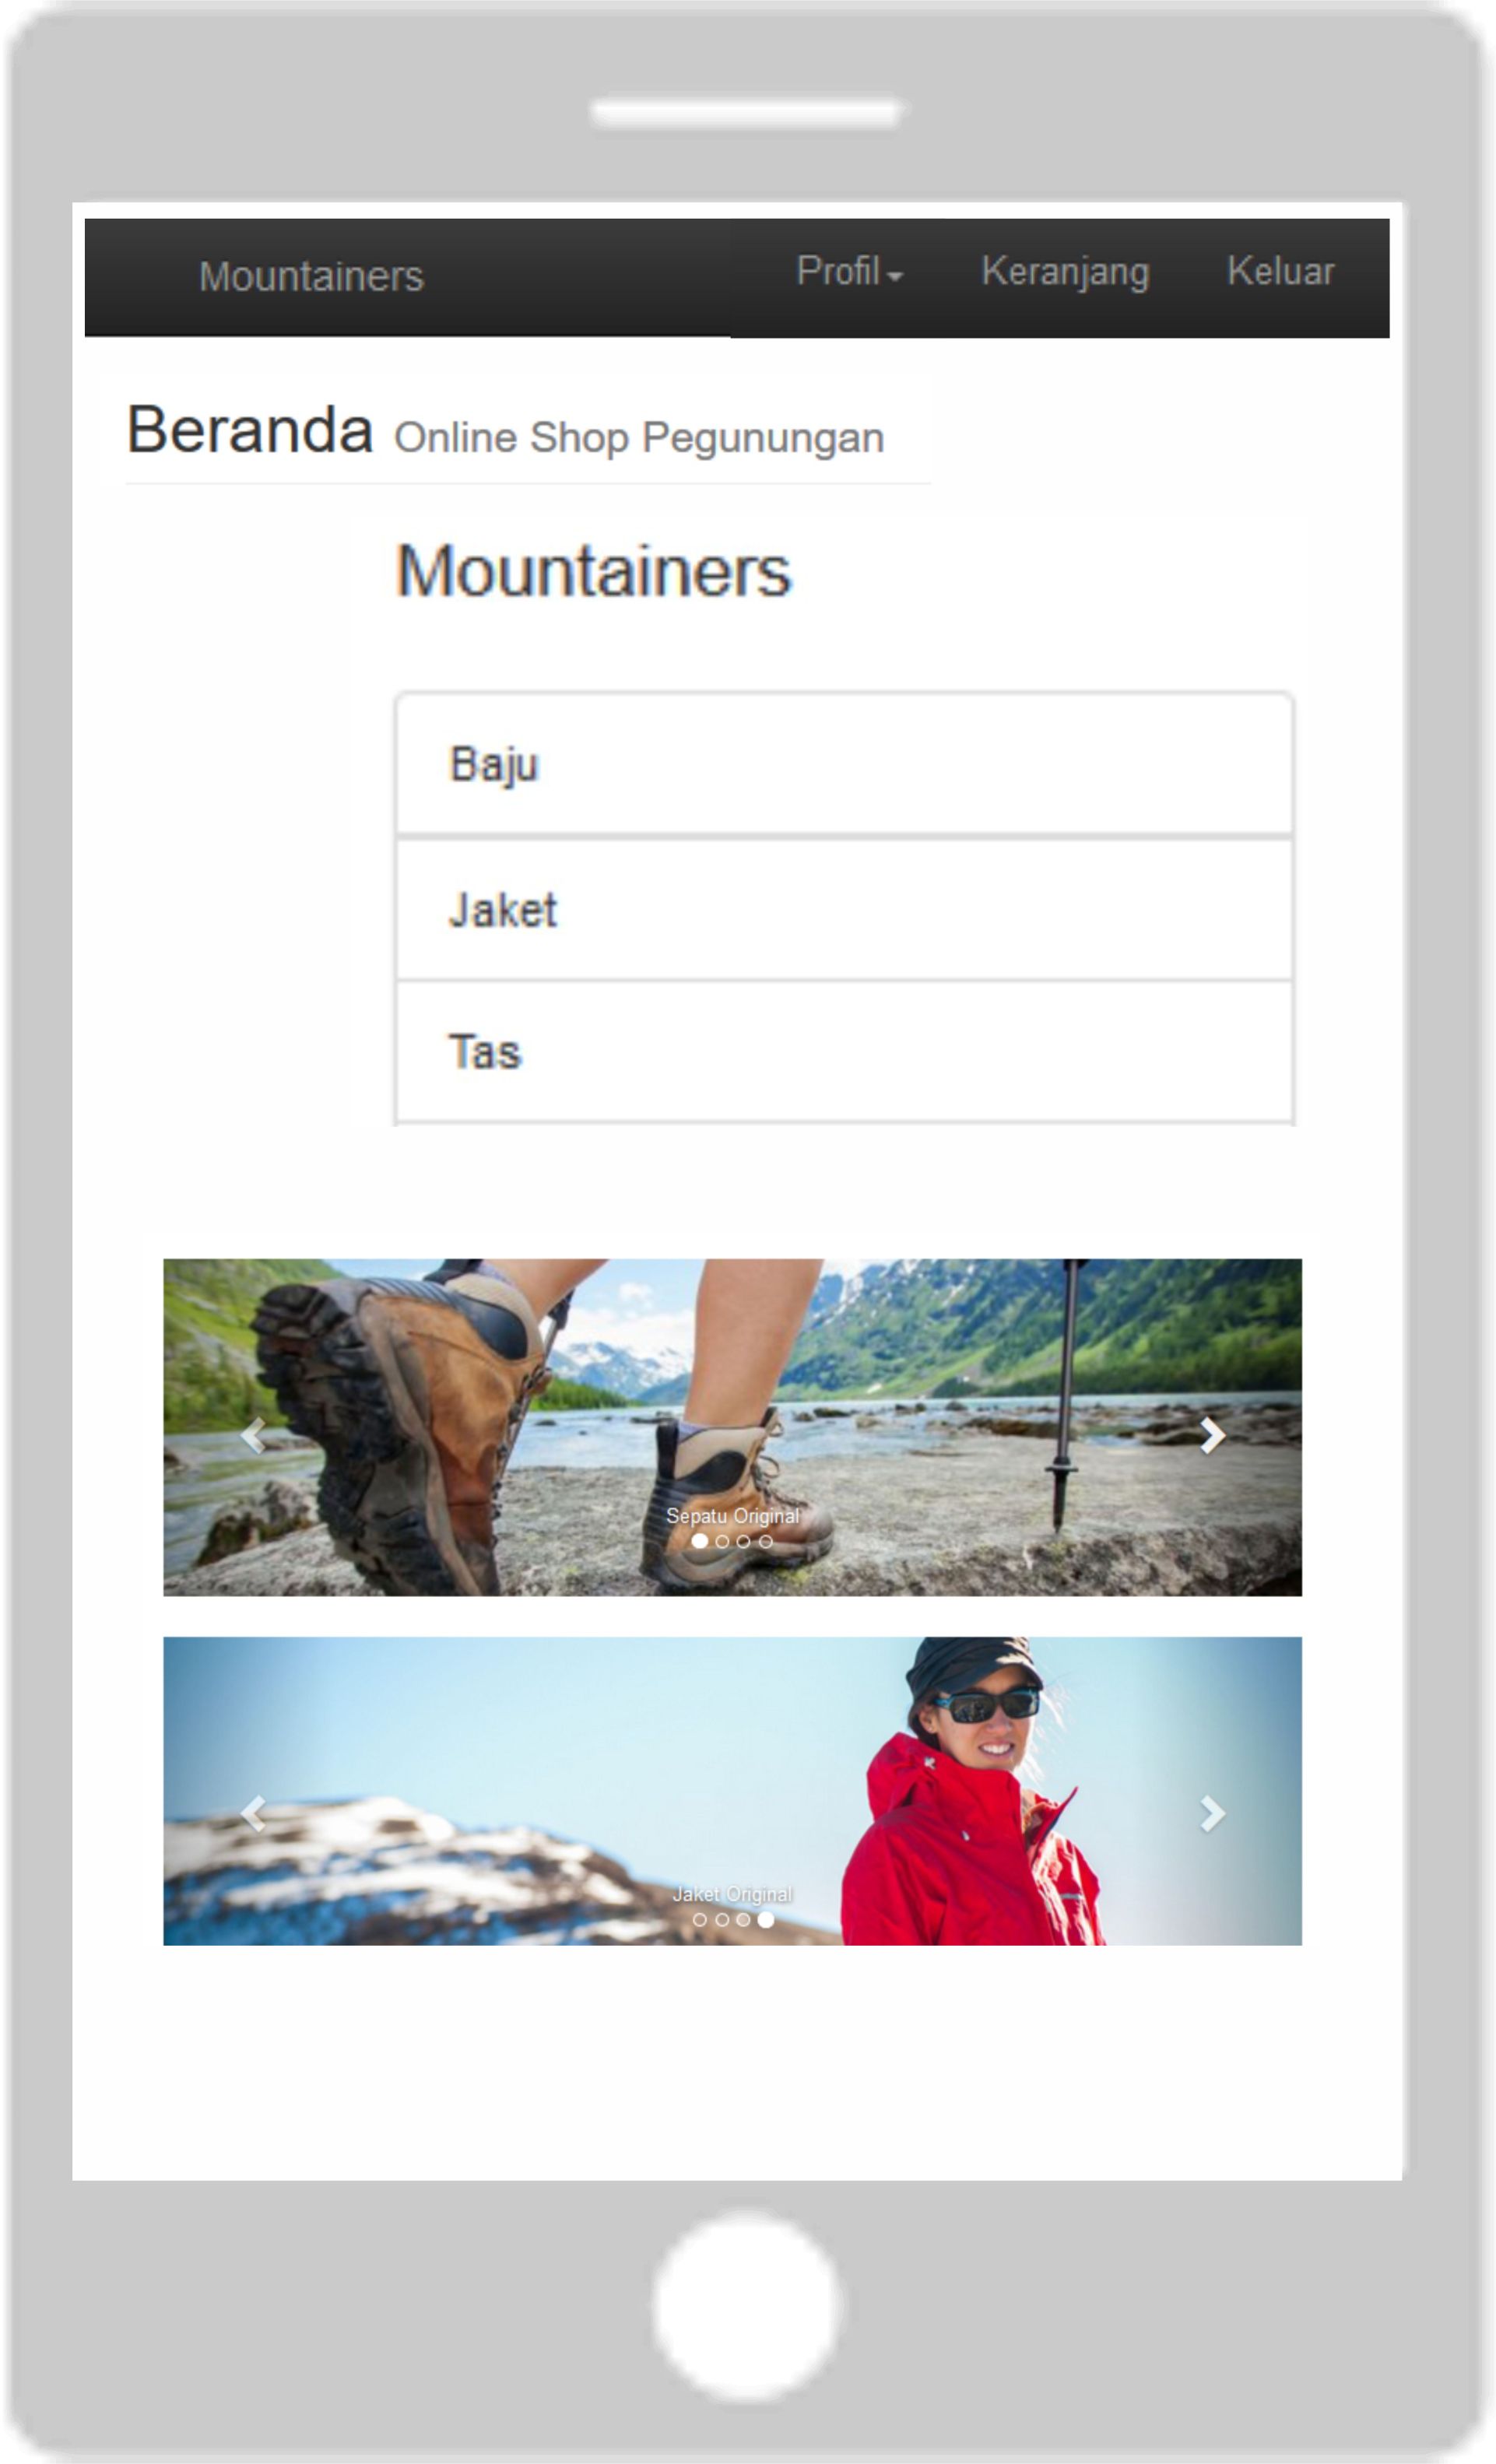 Mountainers Profil Keranjang Keluar
Beranda Online Shop Pegunungan
Mountainers
Baju
Jaket
Tas
Sepatu Original
Jaket Original